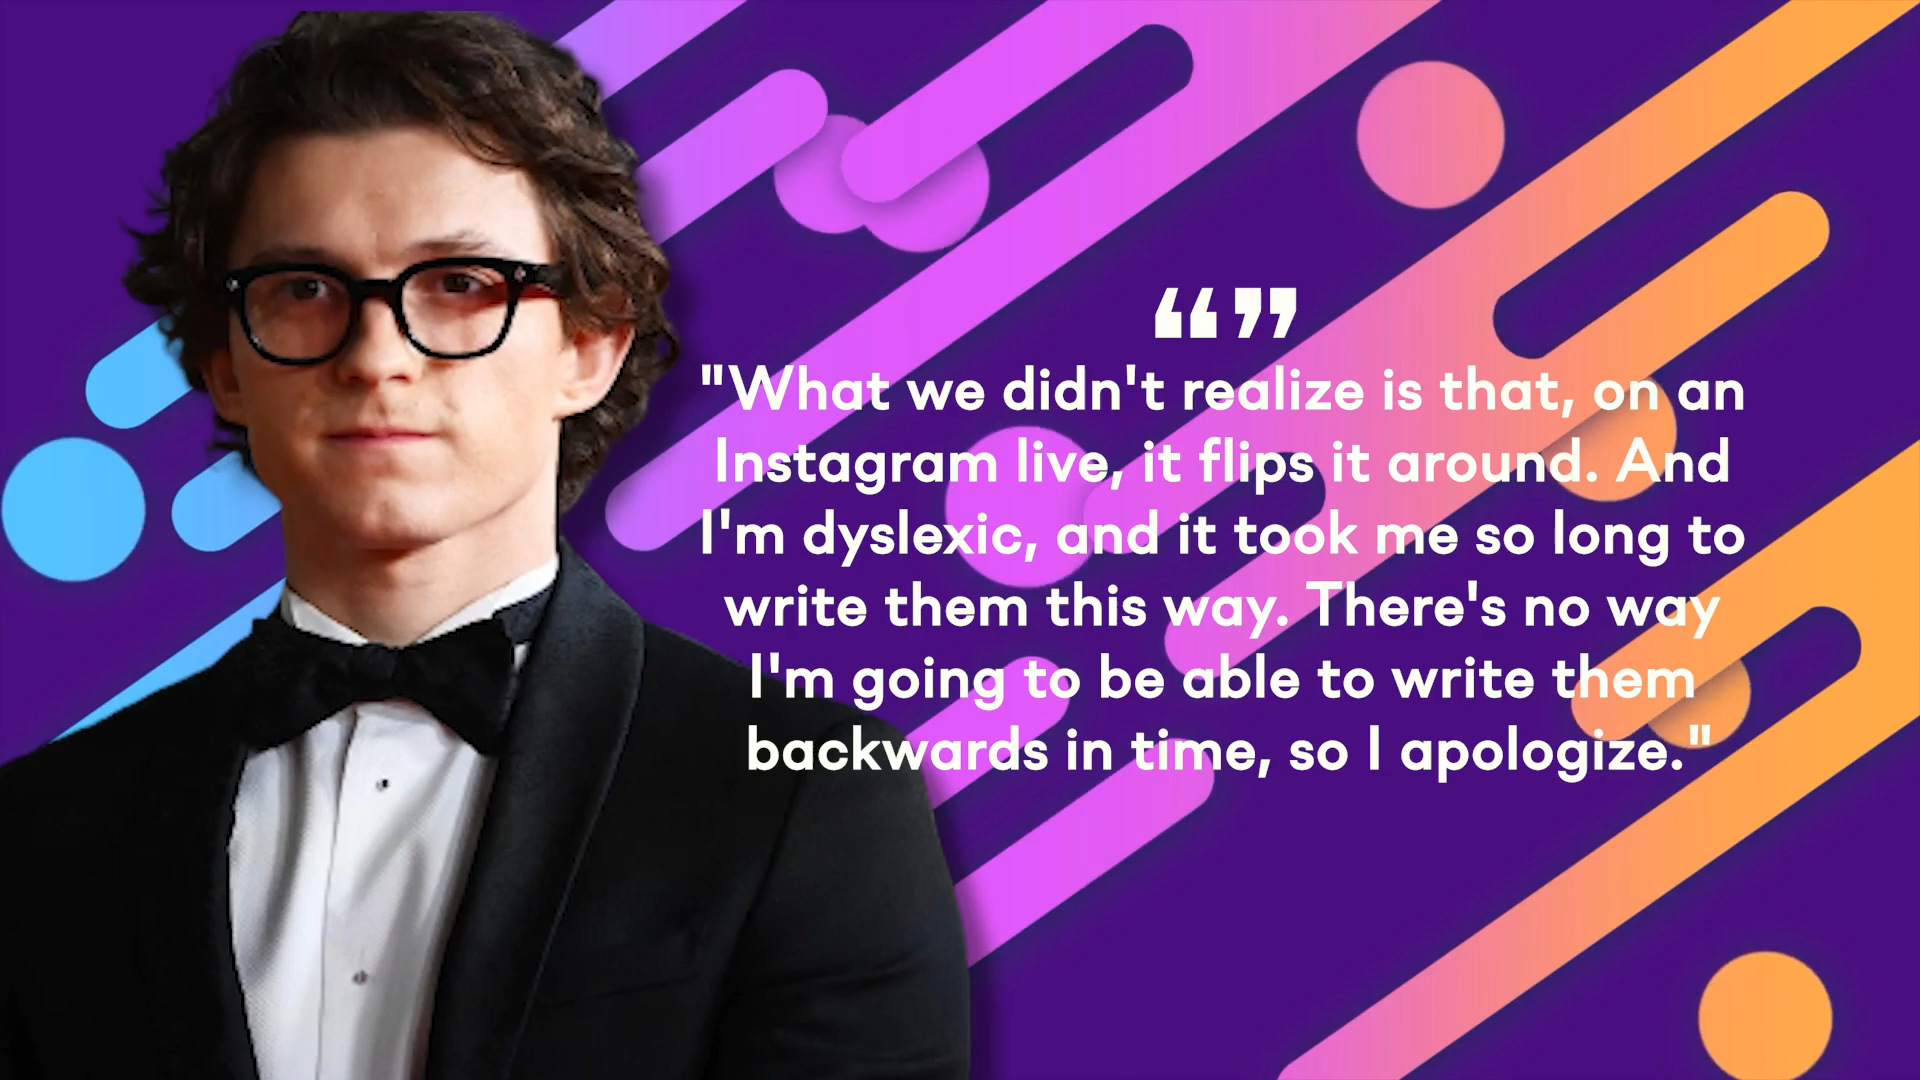 “”
"What we didn't realize is that, on an
Instagram live, it flips it around. And
I'm dyslexic, and it took me so long to
write them this way. There's no way
I'm going to be able to write them
backwards in time, so I apologize."